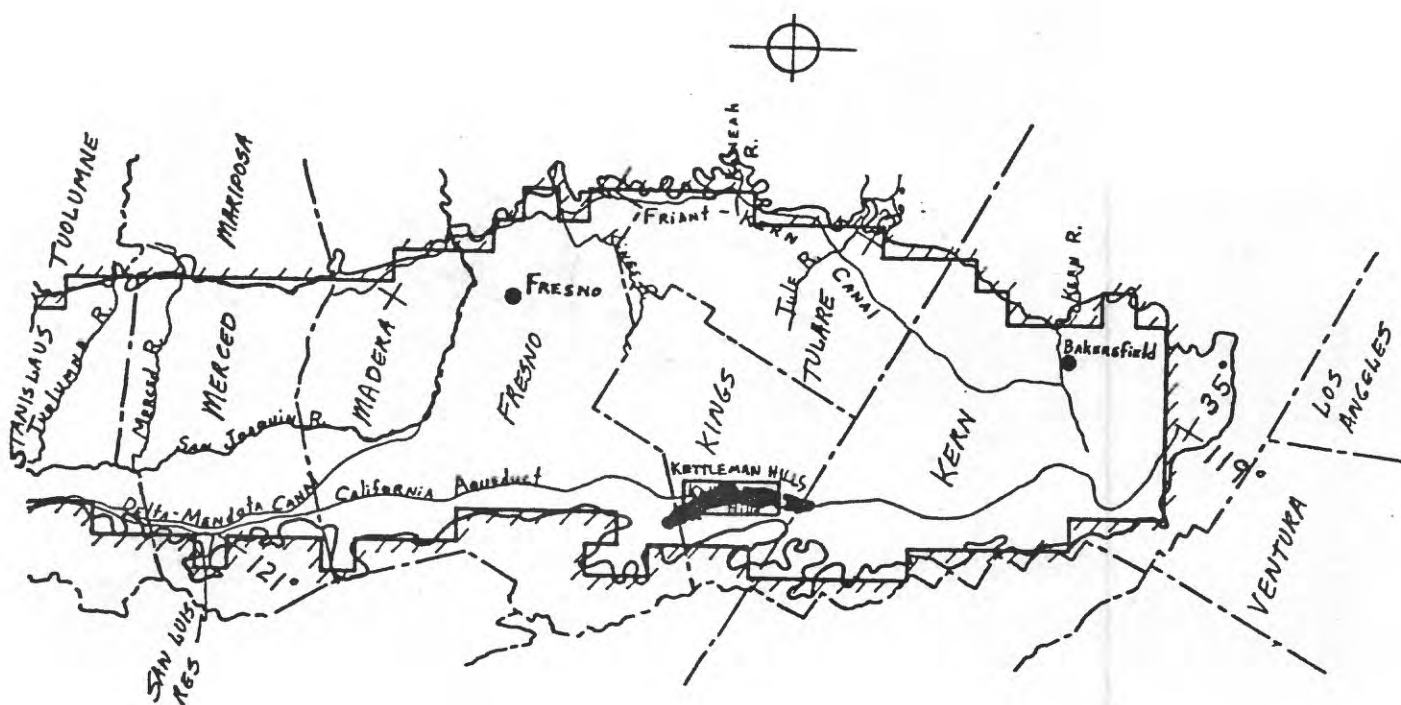 TUOLUMNE
MARIPOSA
R.
FRIANT -
KERN
CANAL
Tule R.
TULARE
Kern R.
STANISLAUS
Tuolumne R.
Merced R.
MERCED
MADERA
FRESNO
FRESNO
KINGS
KERN
BAKERSFIELD
35°
119°
LOS
ANGELES
VENTURA
San Joaquin R.
KETTLEMAN HILLS
Delta-Mendota Canal
California Aqueduct
121°
SAN LUIS
RES